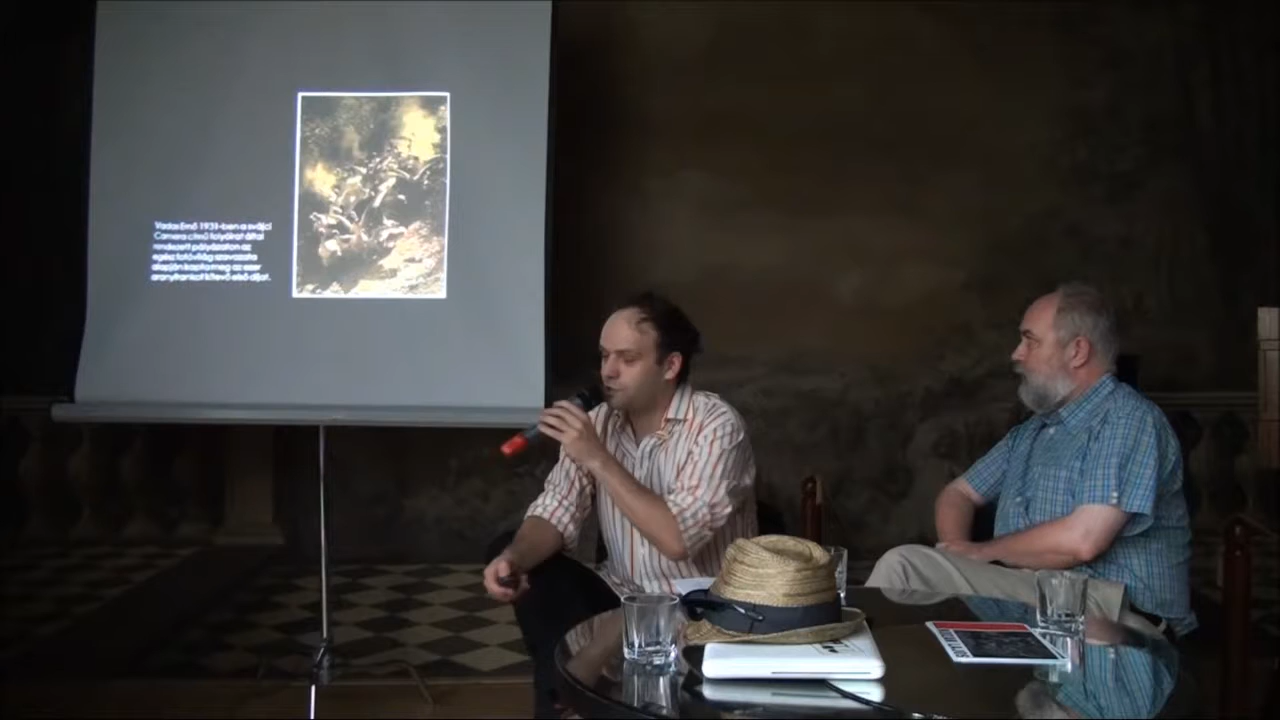 Vadas Ernő 1931-ben a svájci
Camera című folyóirat által
rendezett pályázaton az
egész fotóvilág szavazata
alapján kapta meg az ezer
aranyfrankot kitevő első díjat.